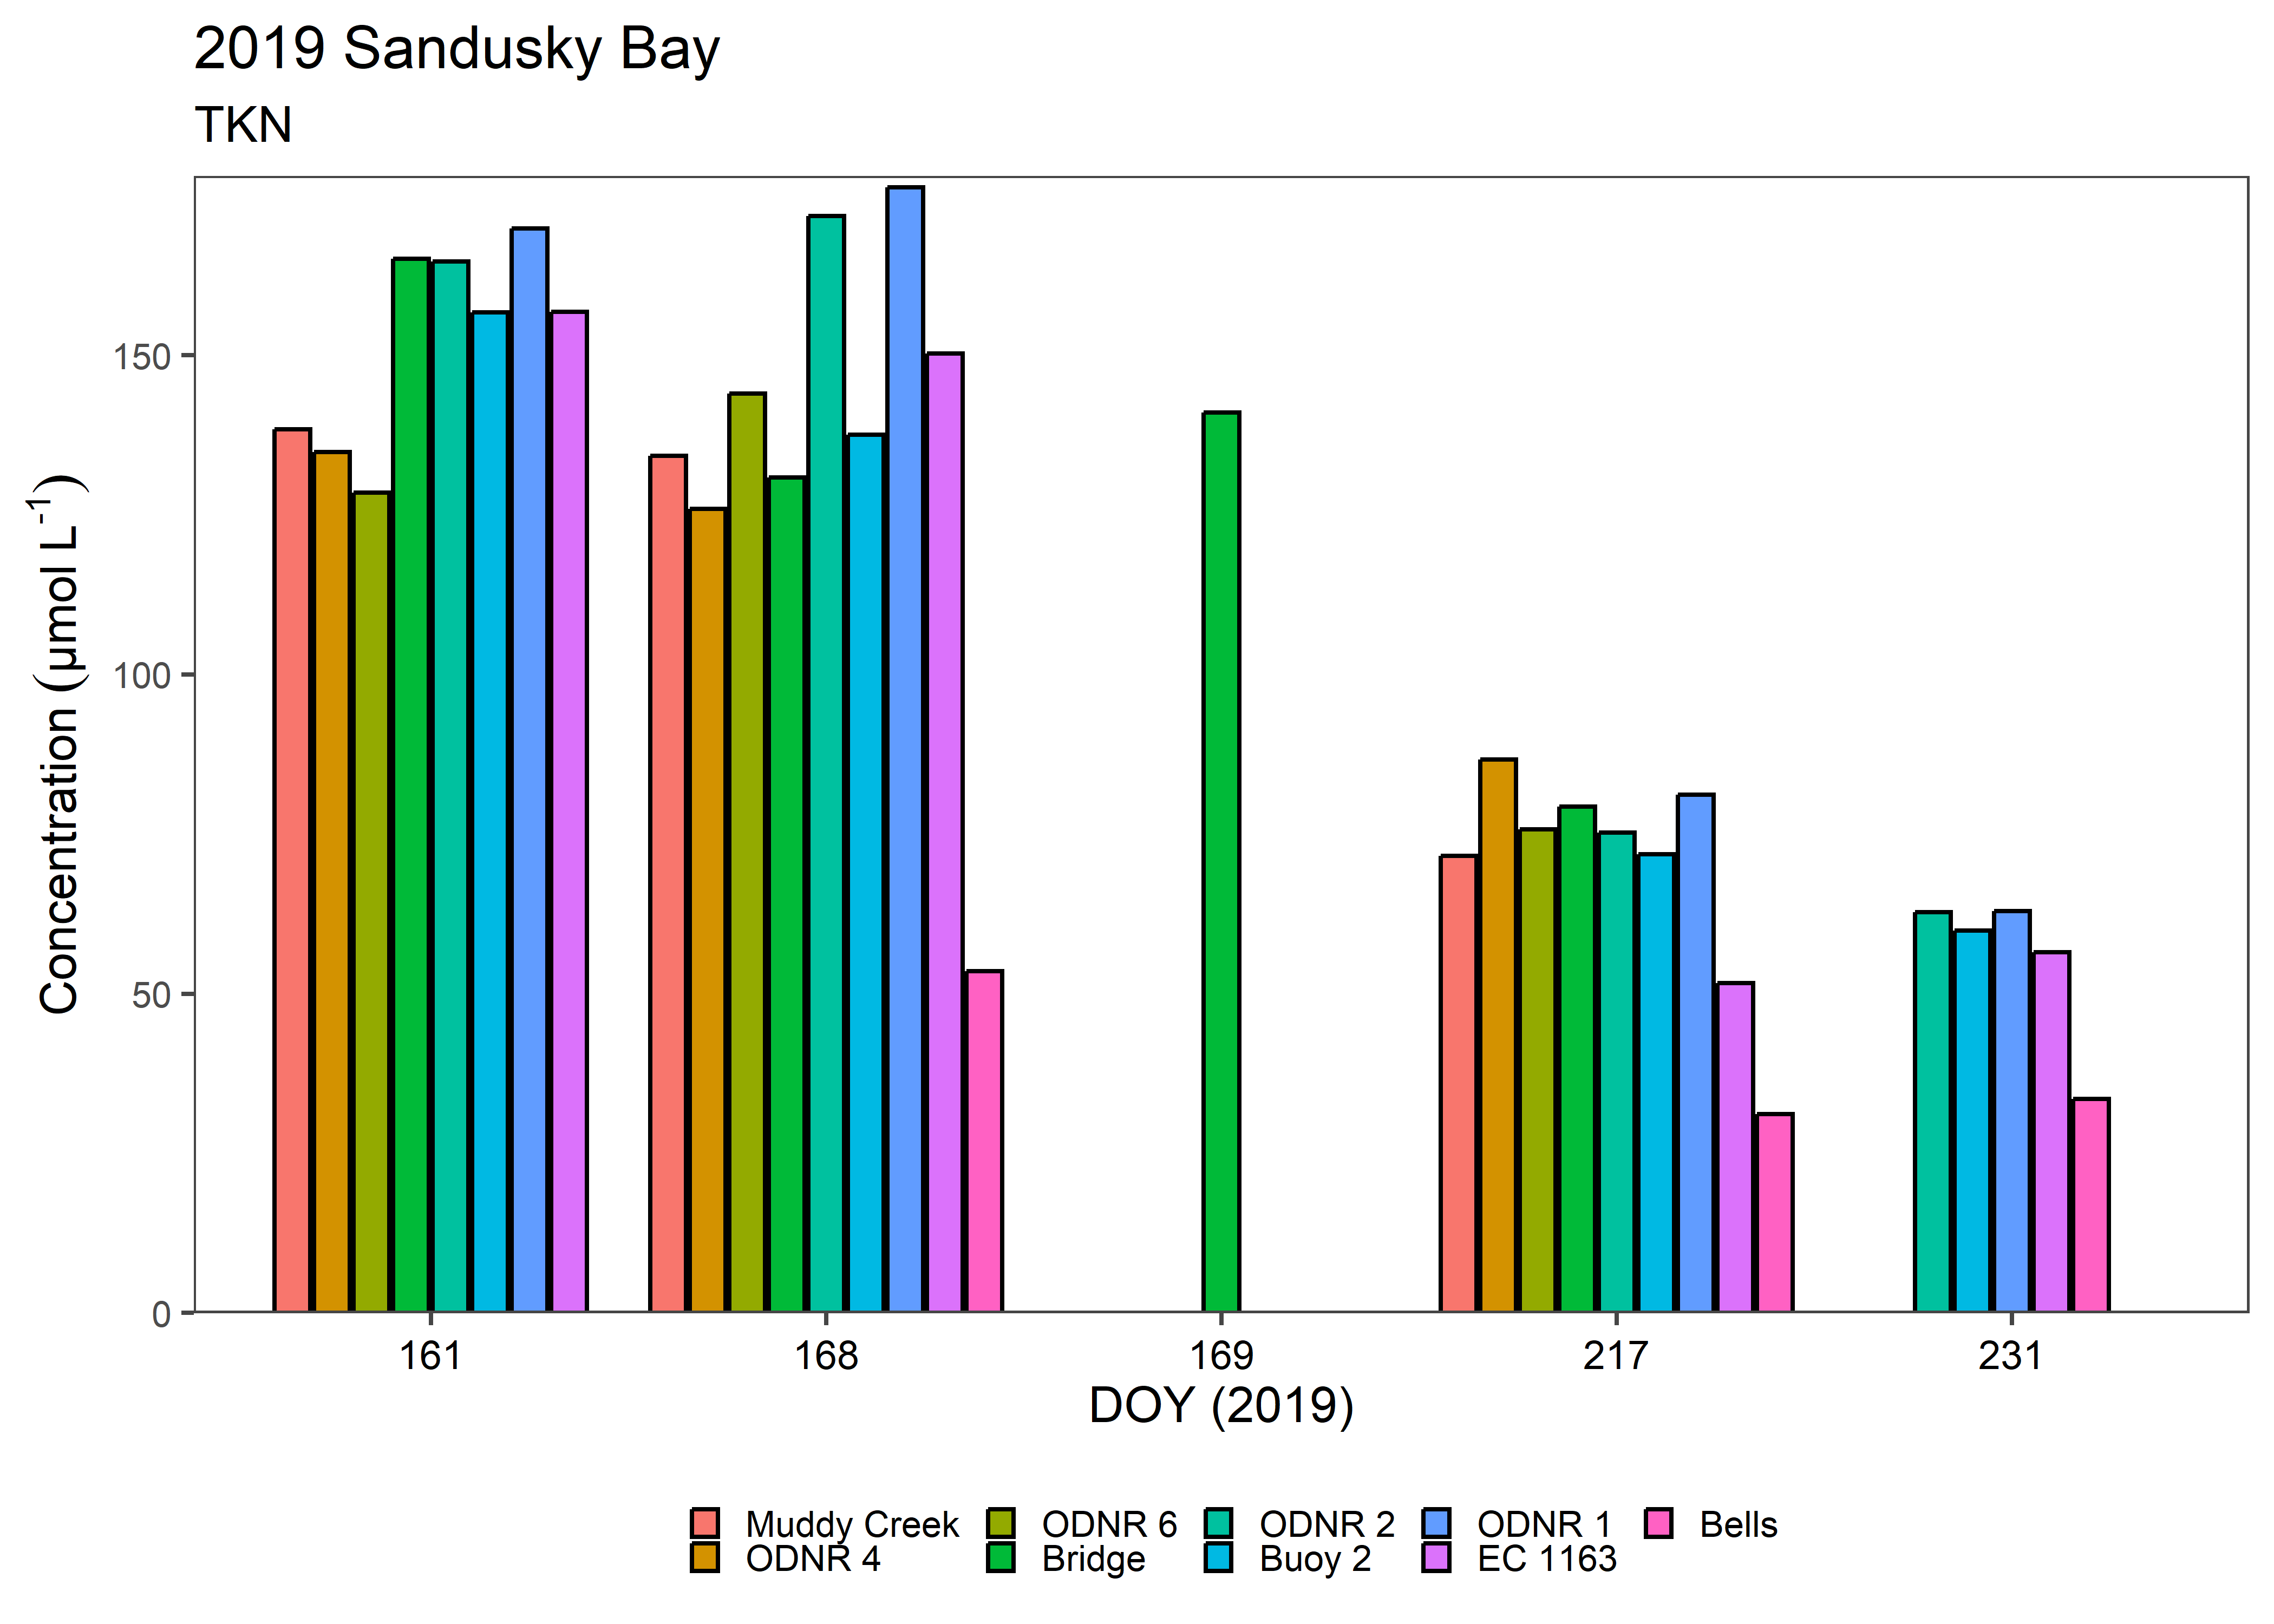 2019 Sandusky Bay
TKN
Concentration (µmol L⁻¹)
150
100
50
0
161 168 169 217 231
DOY (2019)
Muddy Creek ODNR 6 ODNR 2 ODNR 1 Bells
ODNR 4 Bridge Buoy 2 EC 1163